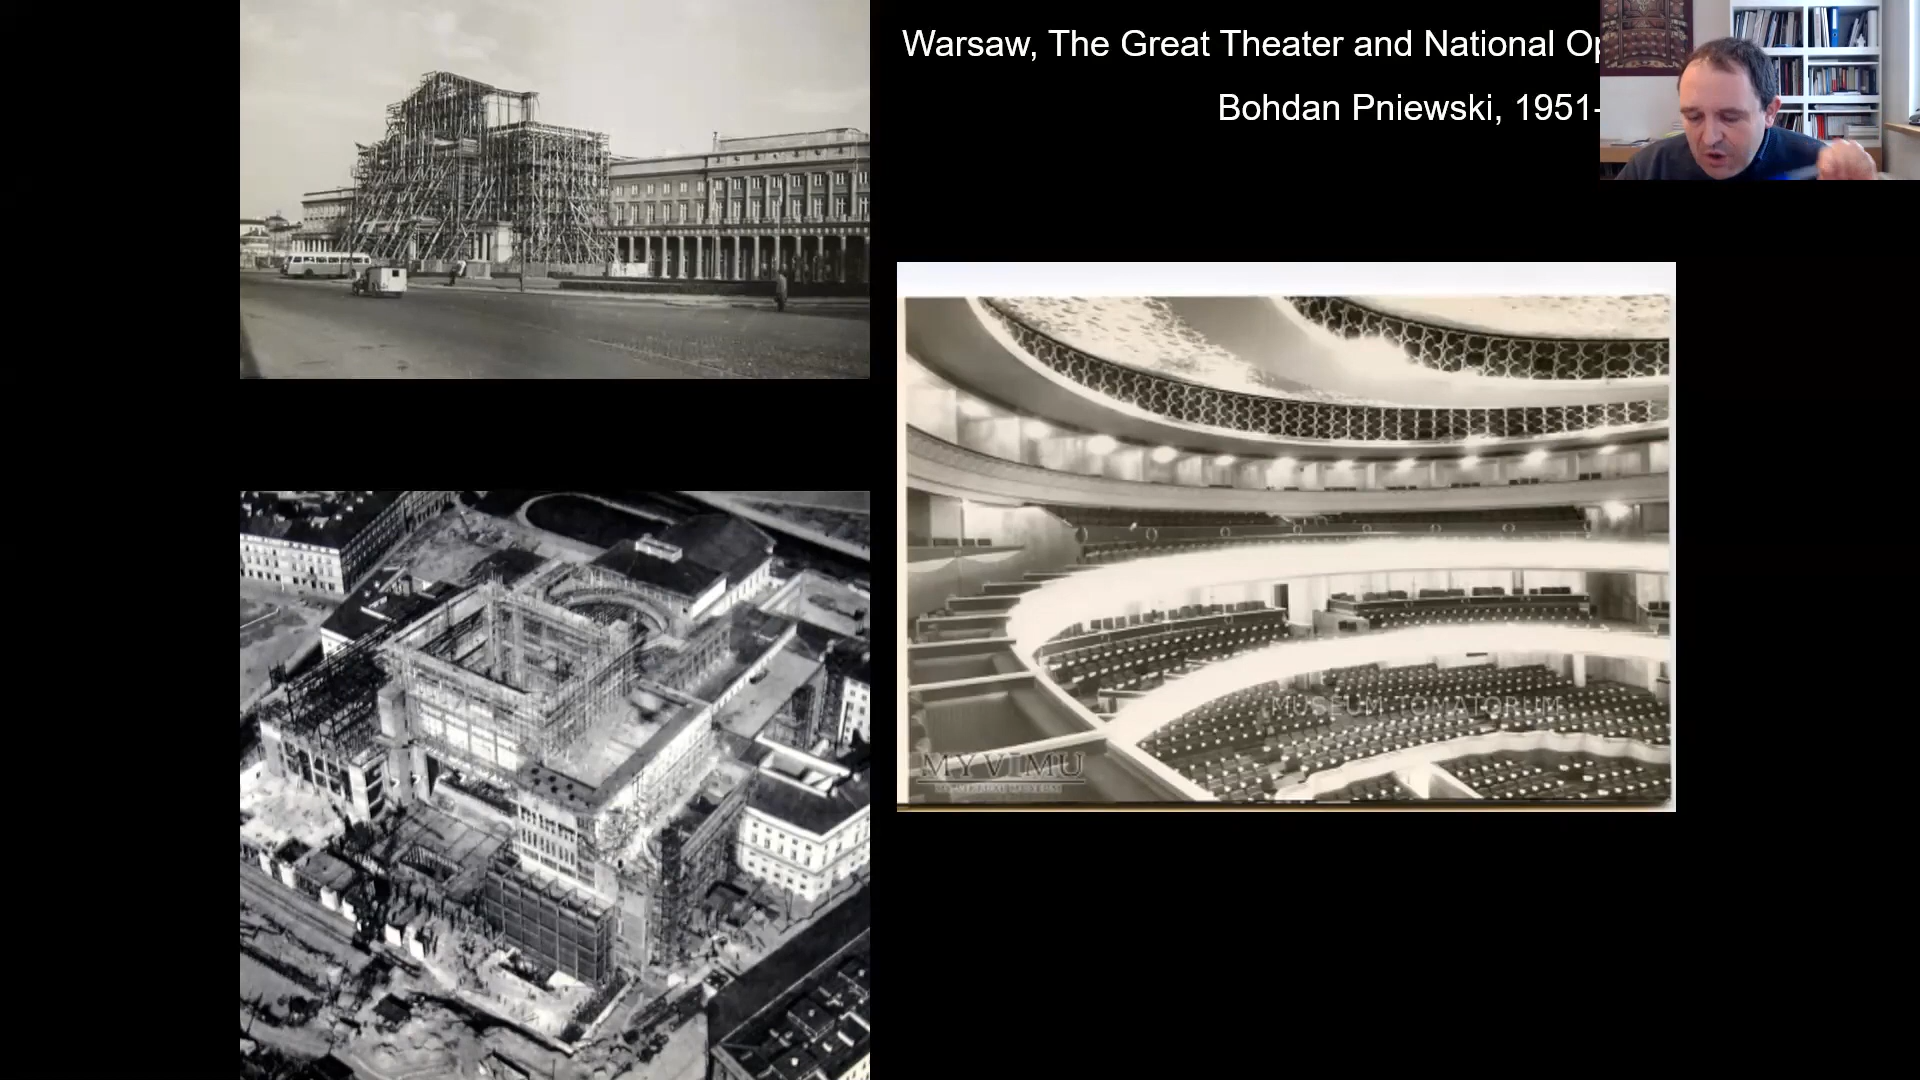 Warsaw, The Great Theater and National Op
Bohdan Pniewski, 1951-
MUSEUM TOMATORUM
MYVIMU